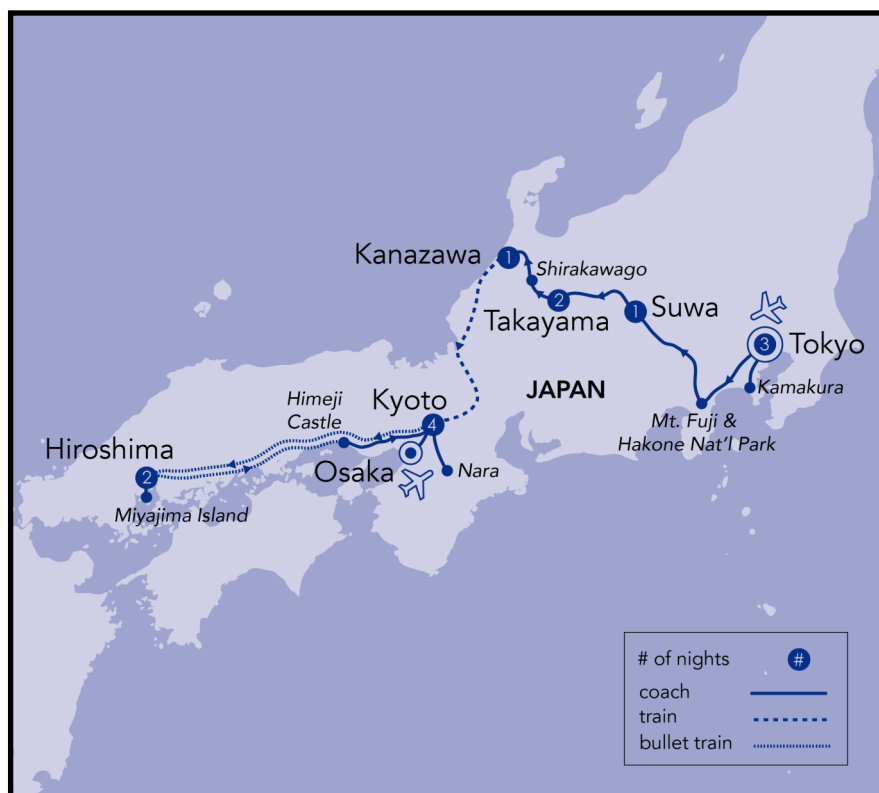 Kanazawa
1
Shirakawago
2
Takayama
1
Suwa
3
Tokyo
Kamakura
JAPAN
Mt. Fuji &
Hakone Nat'l Park
Himeji
Castle
Kyoto
4
Hiroshima
2
Osaka
Nara
Miyajima Island
# of nights #
coach
train
bullet train